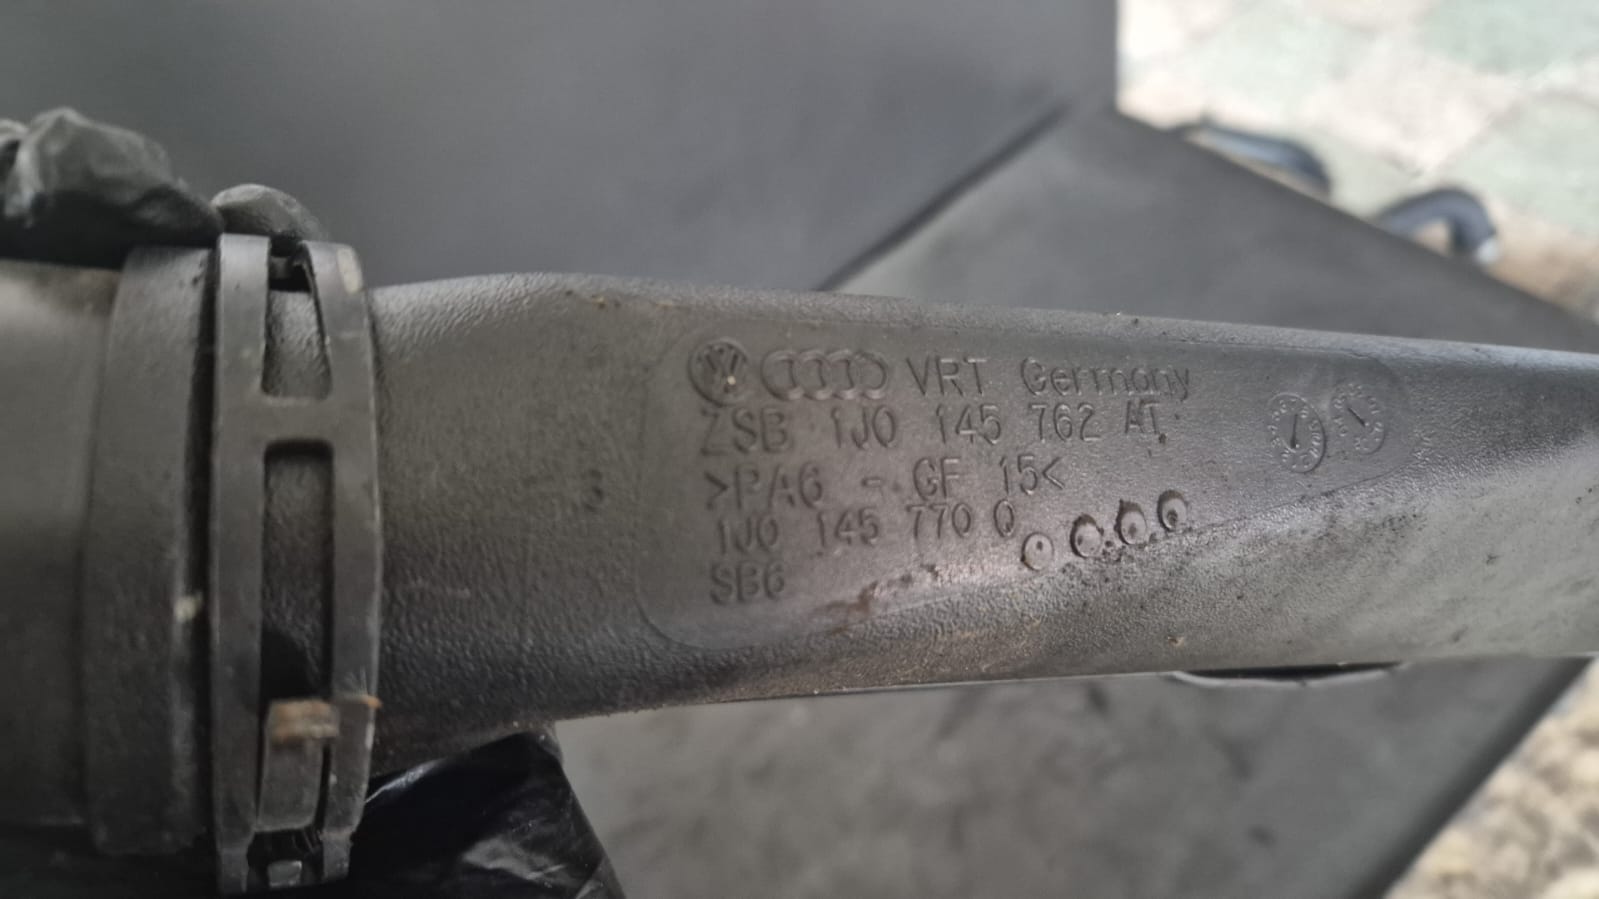 VRT Germany
ZSB 1J0 145 762 AT
>PA6 - GF 15<
1J0 145 770 Q
SB6